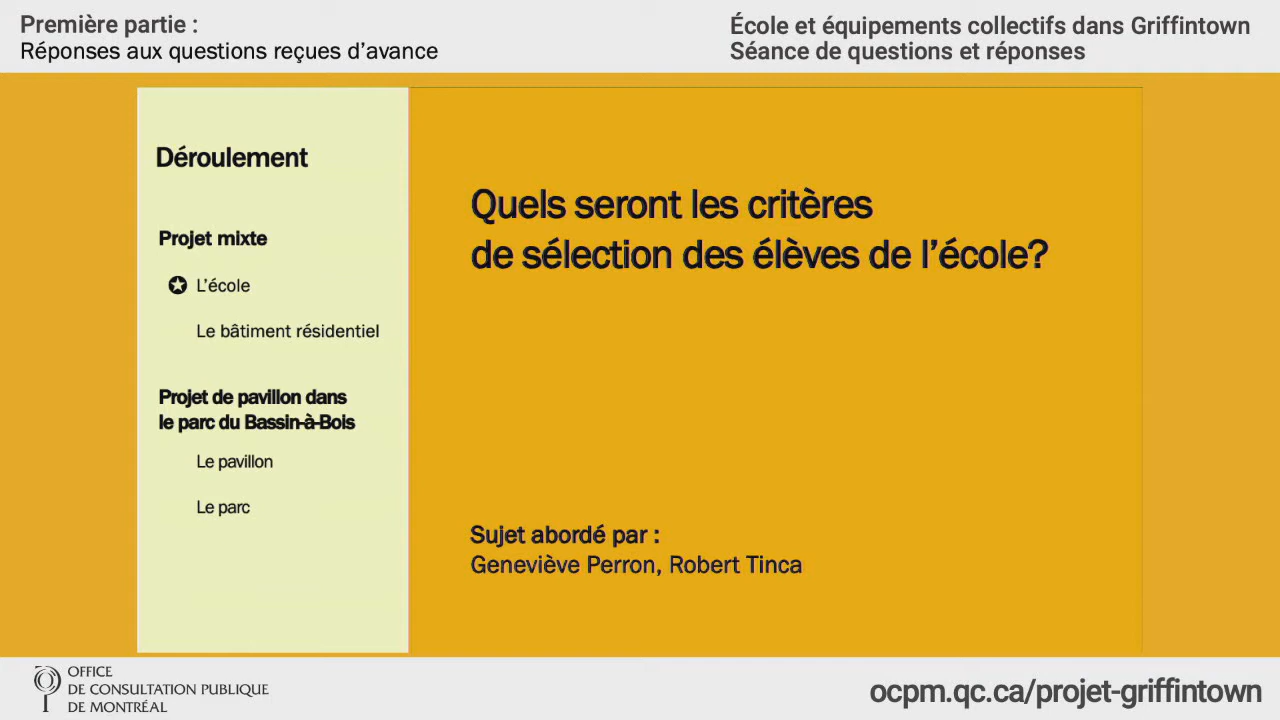 Première partie :
Réponses aux questions reçues d’avance
École et équipements collectifs dans Griffintown
Séance de questions et réponses
Déroulement
Projet mixte
L’école
Le bâtiment résidentiel
Projet de pavillon dans
le parc du Bassin-à-Bois
Le pavillon
Le parc
Quels seront les critères
de sélection des élèves de l’école?
Sujet abordé par :
Geneviève Perron, Robert Tinca
OFFICE
DE CONSULTATION PUBLIQUE
DE MONTRÉAL
ocpm.qc.ca/projet-griffintown